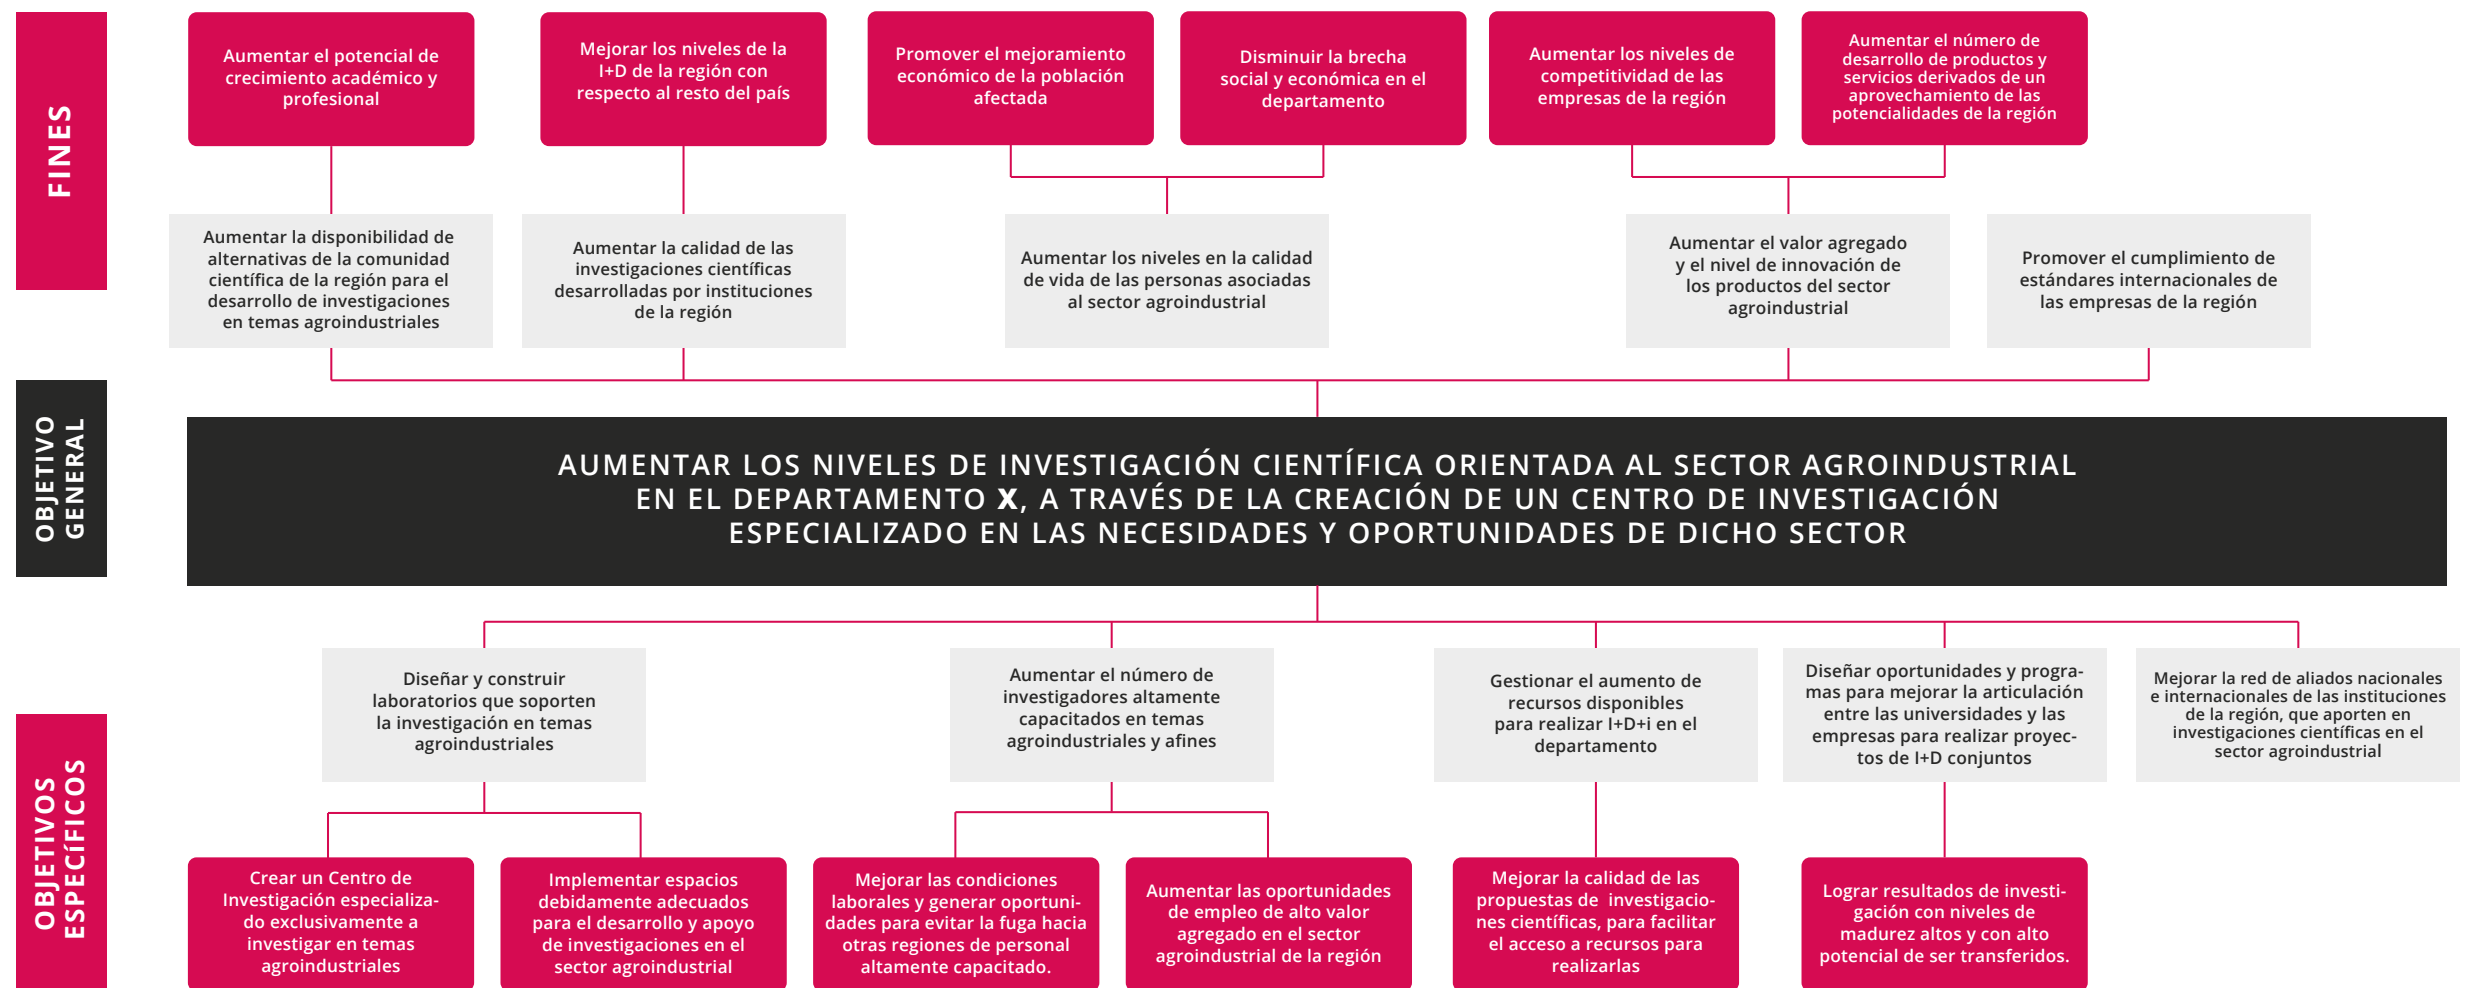 FINES
Aumentar el potencial de
crecimiento académico y
profesional
Mejorar los niveles de la
I+D de la región con
respecto al resto del país
Promover el mejoramiento
económico de la población
afectada
Disminuir la brecha
social y económica en el
departamento
Aumentar los niveles de
competitividad de las
empresas de la región
Aumentar el número de
desarrollo de productos y
servicios derivados de un
aprovechamiento de las
potencialidades de la región
Aumentar la disponibilidad de
alternativas de la comunidad
científica de la región para el
desarrollo de investigaciones
en temas agroindustriales
Aumentar la calidad de las
investigaciones científicas
desarrolladas por instituciones
de la región
Aumentar los niveles en la calidad
de vida de las personas asociadas
al sector agroindustrial
Aumentar el valor agregado
y el nivel de innovación de
los productos del sector
agroindustrial
Promover el cumplimiento de
estándares internacionales de
las empresas de la región
OBJETIVO
GENERAL
AUMENTAR LOS NIVELES DE INVESTIGACIÓN CIENTÍFICA ORIENTADA AL SECTOR AGROINDUSTRIAL
EN EL DEPARTAMENTO X, A TRAVÉS DE LA CREACIÓN DE UN CENTRO DE INVESTIGACIÓN
ESPECIALIZADO EN LAS NECESIDADES Y OPORTUNIDADES DE DICHO SECTOR
OBJETIVOS
ESPECÍFICOS
Diseñar y construir
laboratorios que soporten
la investigación en temas
agroindustriales
Aumentar el número de
investigadores altamente
capacitados en temas
agroindustriales y afines
Gestionar el aumento de
recursos disponibles
para realizar I+D+i en el
departamento
Diseñar oportunidades y progra-
mas para mejorar la articulación
entre las universidades y las
empresas para realizar proyec-
tos de I+D conjuntos
Mejorar la red de aliados nacionales
e internacionales de las instituciones
de la región, que aporten en
investigaciones científicas en el
sector agroindustrial
Crear un Centro de
Investigación especializa-
do exclusivamente a
investigar en temas
agroindustriales
Implementar espacios
debidamente adecuados
para el desarrollo y apoyo
de investigaciones en el
sector agroindustrial
Mejorar las condiciones
laborales y generar oportuni-
dades para evitar la fuga hacia
otras regiones de personal
altamente capacitado.
Aumentar las oportunidades
de empleo de alto valor
agregado en el sector
agroindustrial de la región
Mejorar la calidad de las
propuestas de investigacio-
nes científicas, para facilitar
el acceso a recursos para
realizarlas
Lograr resultados de investi-
gación con niveles de
madurez altos y con alto
potencial de ser transferidos.